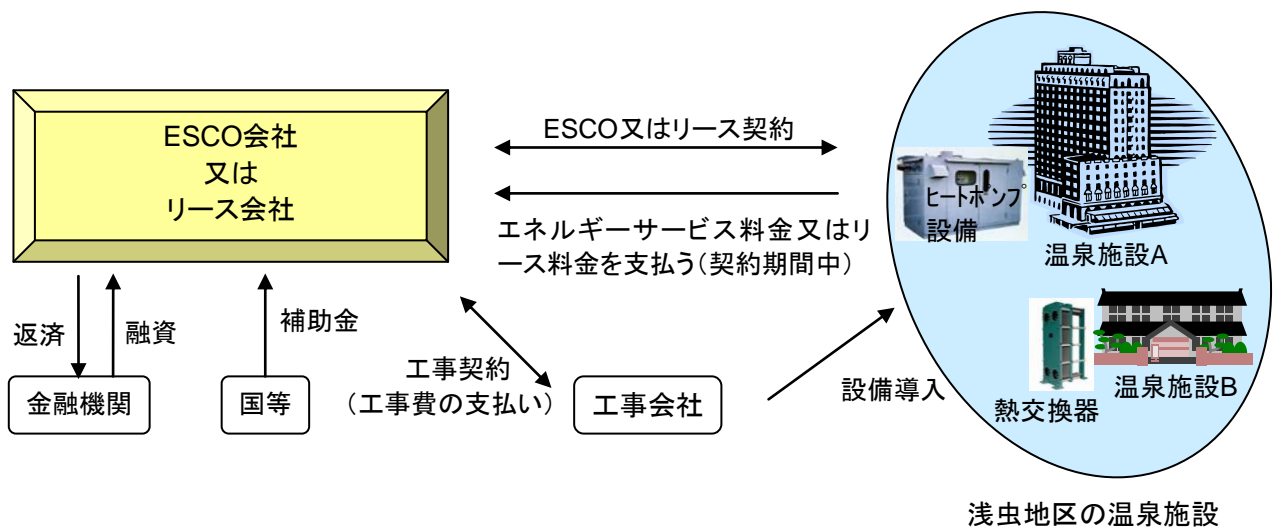 ESCO会社
又は
リース会社
ESCO又はリース契約
エネルギーサービス料金又はリ
ース料金を支払う(契約期間中)
ヒートポンプ
設備
温泉施設A
返済
融資
補助金
工事契約
(工事費の支払い)
設備導入
熱交換器
温泉施設B
金融機関
国等
工事会社
浅虫地区の温泉施設